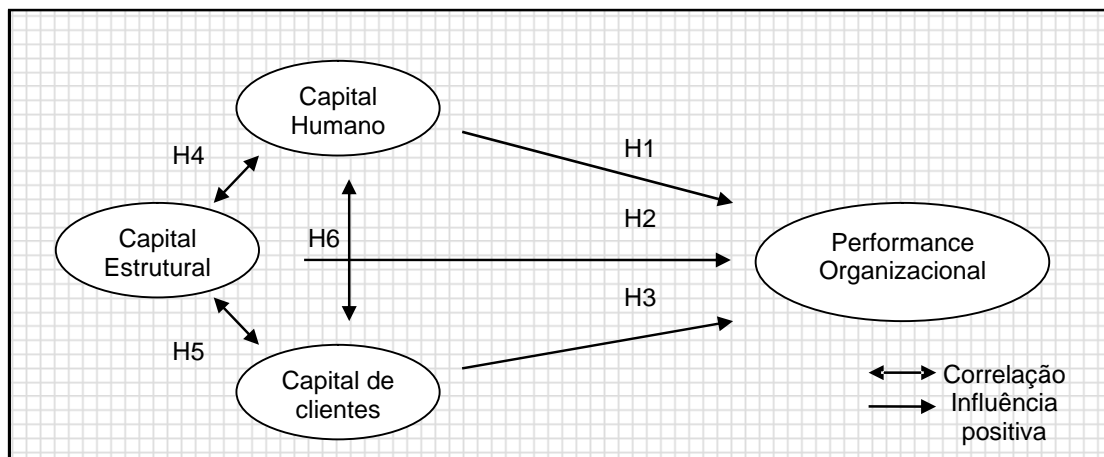 Capital
Humano
H4
H1
H2
Capital
Estrutural
H6
Performance
Organizacional
H3
H5
Capital de
clientes
Correlação
Influência
positiva